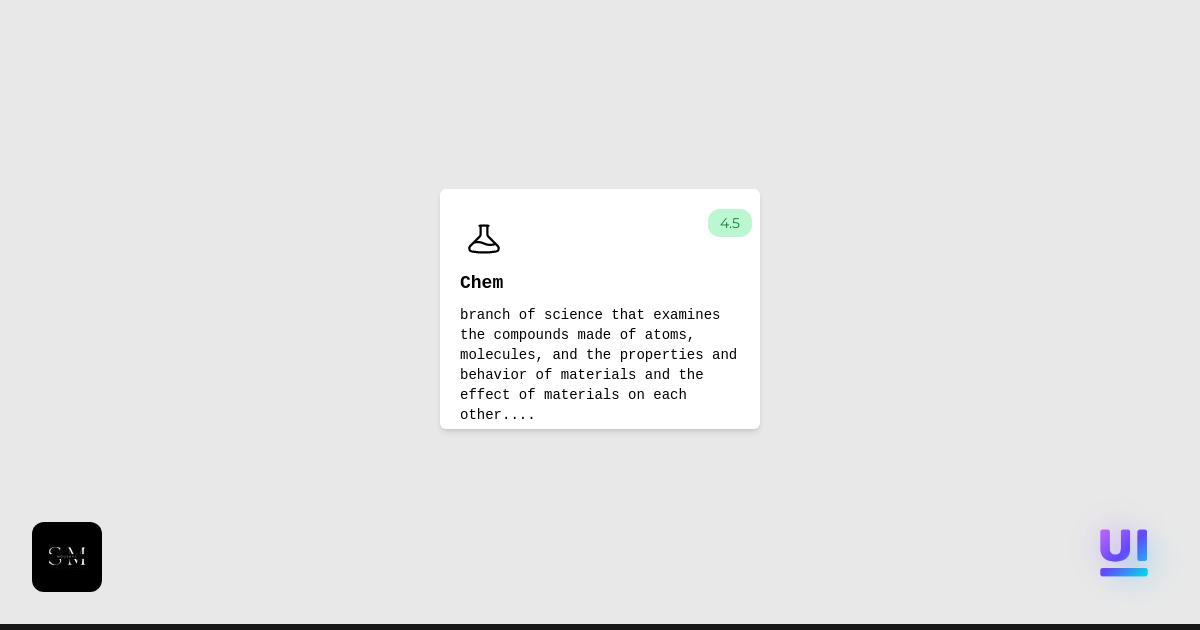 4.5
Chem
branch of science that examines
the compounds made of atoms,
molecules, and the properties and
behavior of materials and the
effect of materials on each
other....
SM
UI